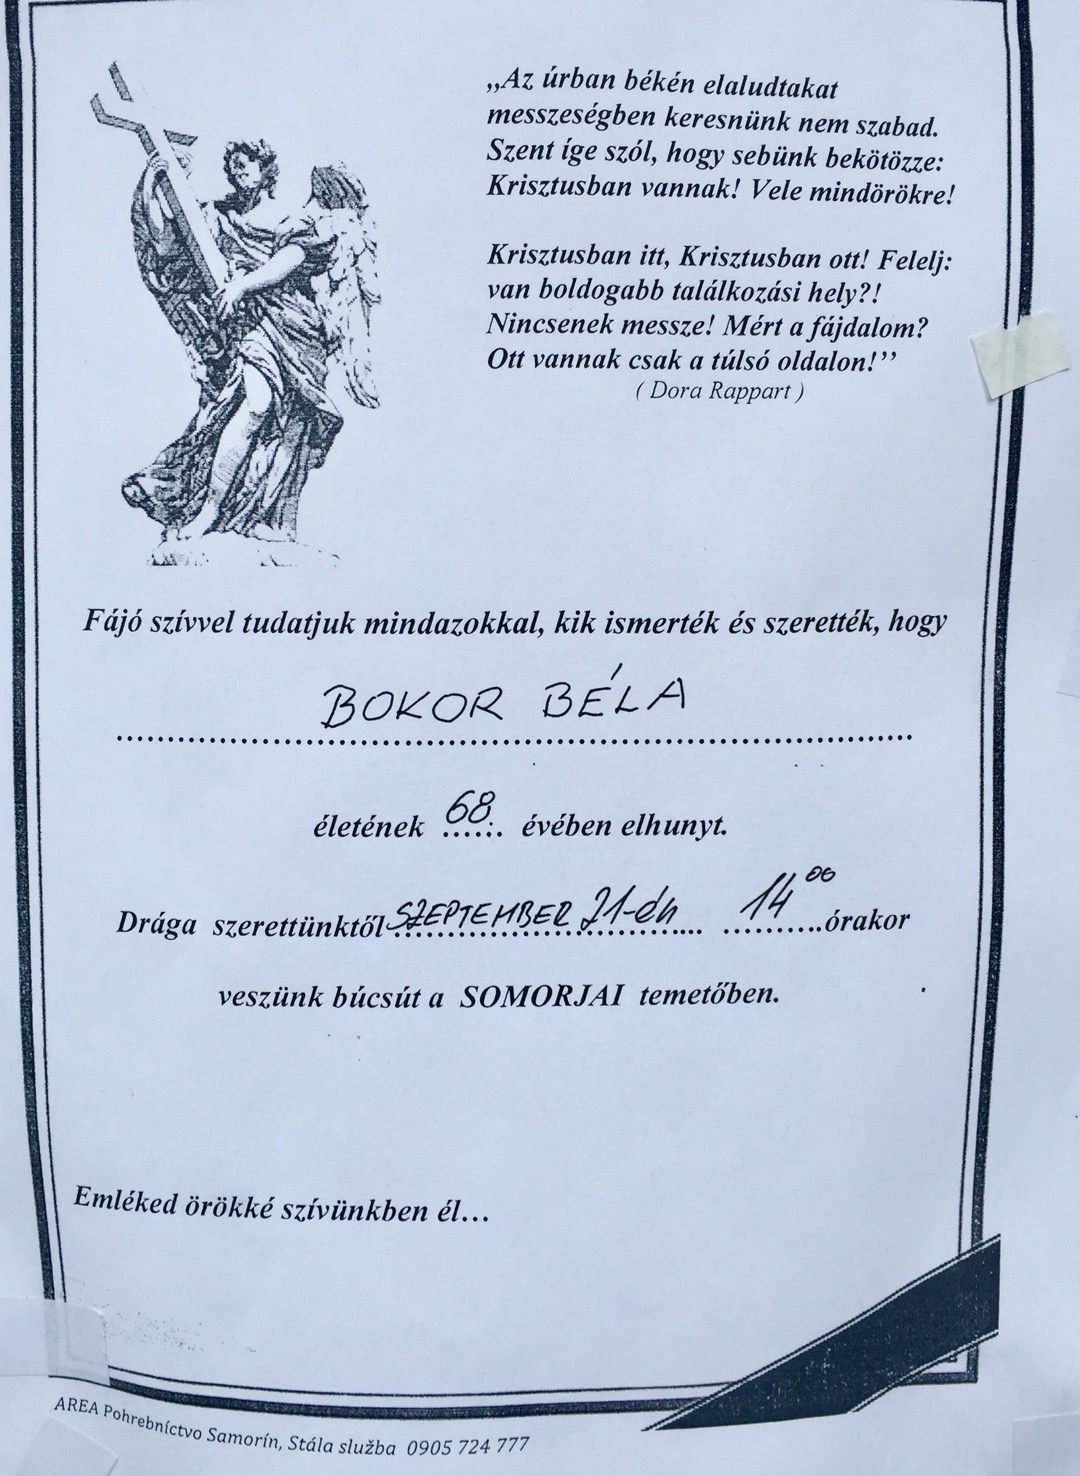 „Az úrban békén elaludtakat
messzeségben keresnünk nem szabad.
Szent íge szól, hogy sebünk bekötözze:
Krisztusban vannak! Vele mindörökre!
Krisztusban itt, Krisztusban ott! Felelj:
van boldogabb találkozási hely?!
Nincsenek messze! Mért a fájdalom?
Ott vannak csak a túlsó oldalon!”
( Dora Rappart )
Fájó szívvel tudatjuk mindazokkal, kik ismerték és szerették, hogy
BOKOR BÉLA
életének 68. évében elhunyt.
Drága szerettünktől SZEPTEMBER 21-én 14⁰⁰ órakor
veszünk búcsút a SOMORJAI temetőben.
Emléked örökké szívünkben él...
AREA Pohrebníctvo Samorín, Stála služba 0905 724 777